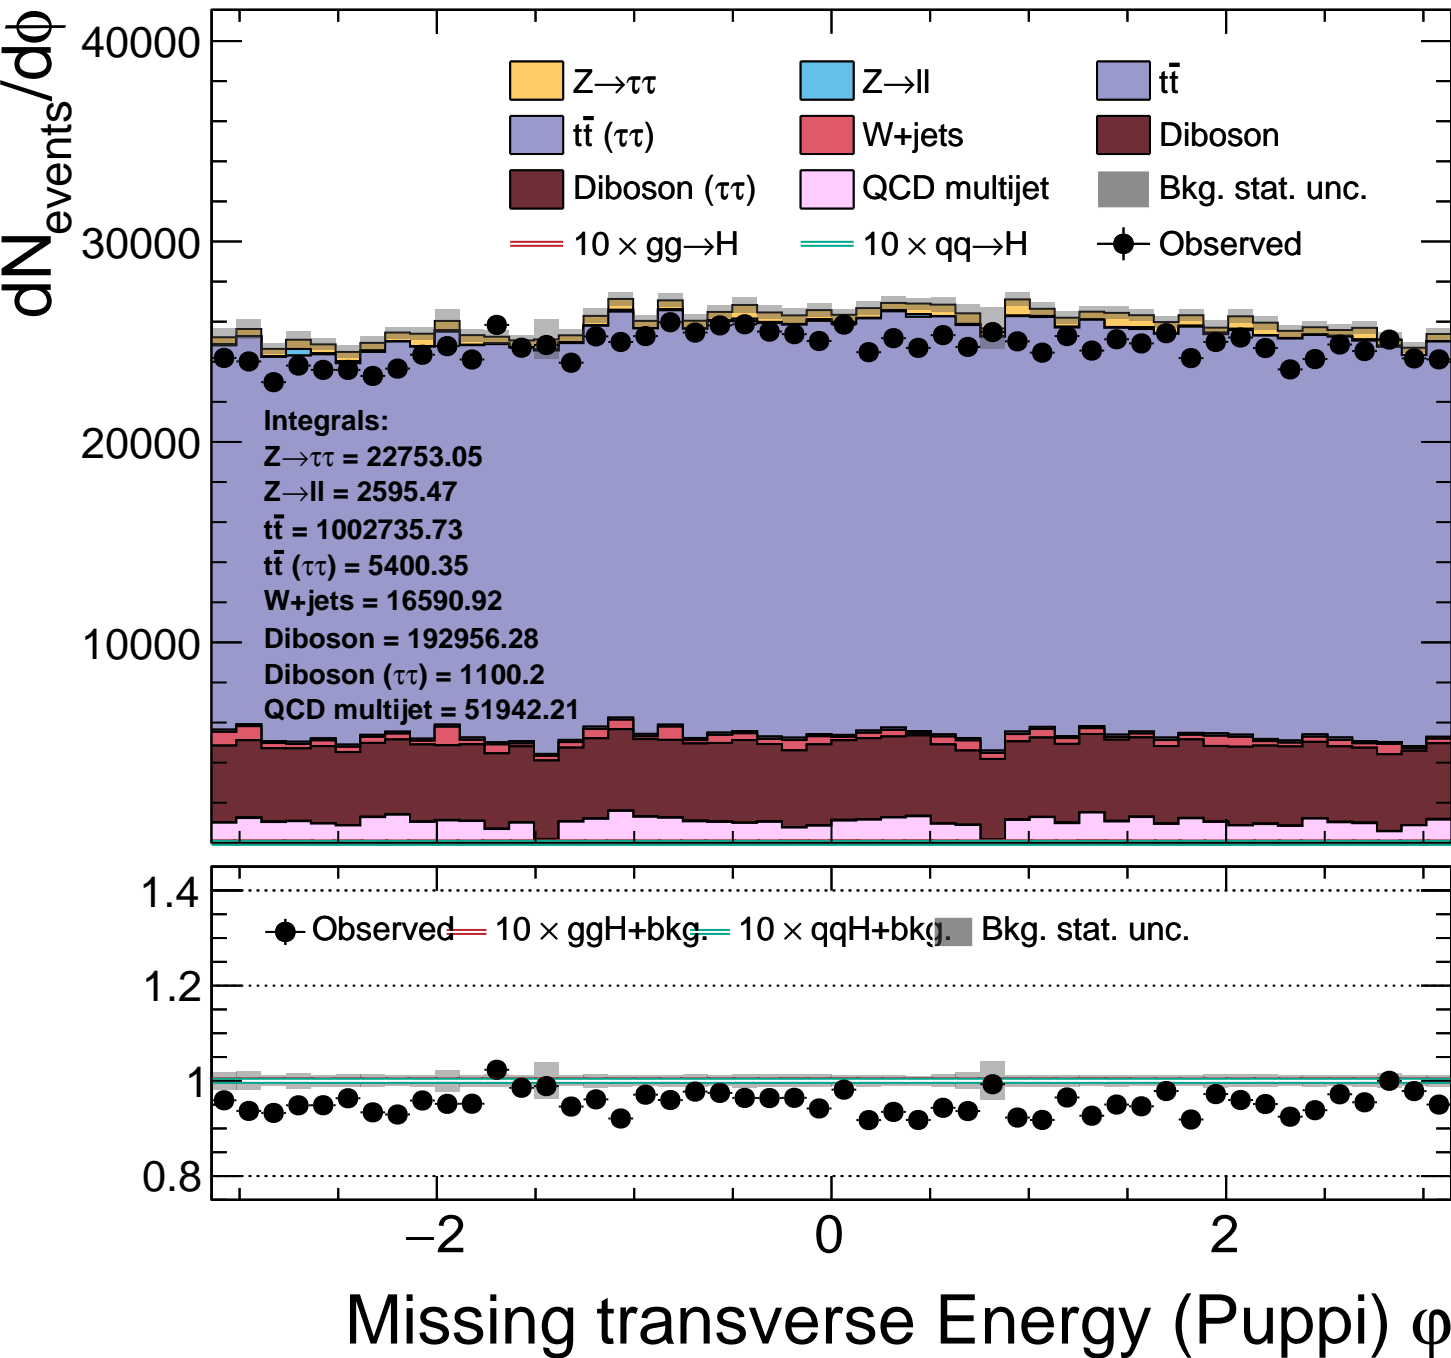 dN_events/dϕ
40000
30000
20000
10000
Z→ττ
Z→ll
tt̄
tt̄ (ττ)
W+jets
Diboson
Diboson (ττ)
QCD multijet
Bkg. stat. unc.
10 × gg→H
10 × qq→H
Observed
Integrals:
Z→ττ = 22753.05
Z→ll = 2595.47
tt̄ = 1002735.73
tt̄ (ττ) = 5400.35
W+jets = 16590.92
Diboson = 192956.28
Diboson (ττ) = 1100.2
QCD multijet = 51942.21
1.4
1.2
1
0.8
Observed
10 × ggH+bkg.
10 × qqH+bkg.
Bkg. stat. unc.
−2
0
2
Missing transverse Energy (Puppi) φ